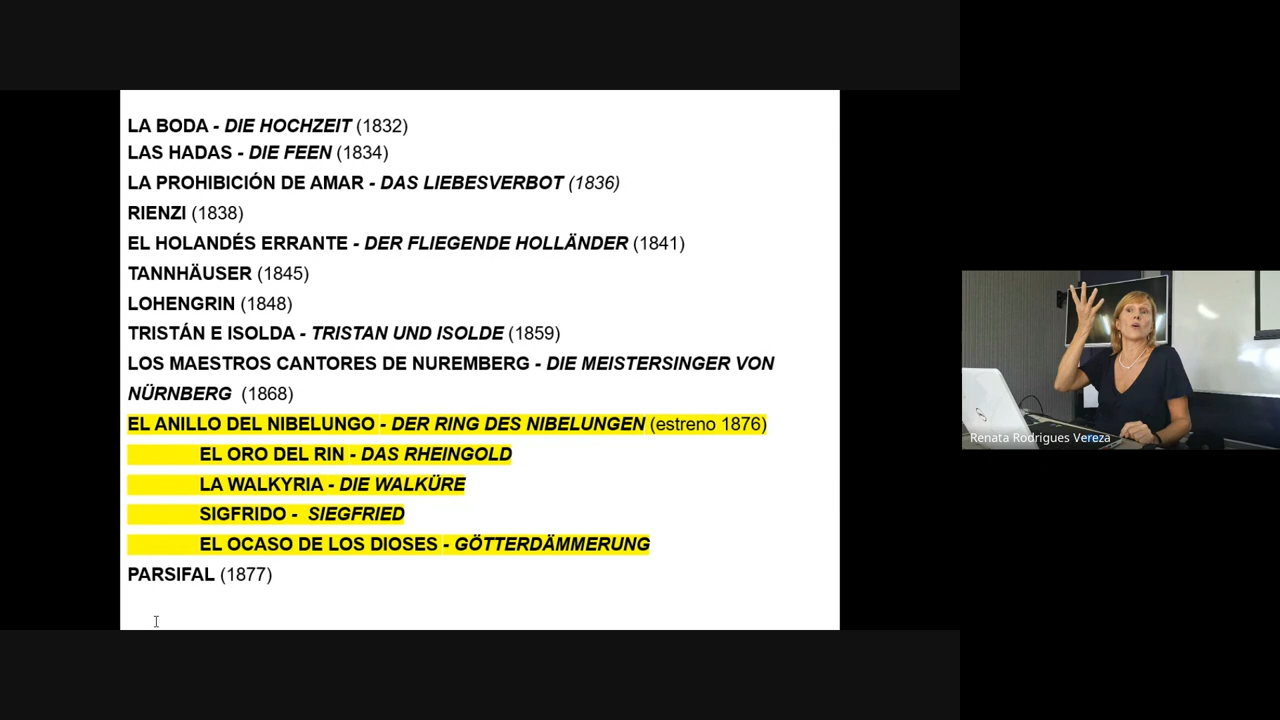 LA BODA - DIE HOCHZEIT (1832)
LAS HADAS - DIE FEEN (1834)
LA PROHIBICIÓN DE AMAR - DAS LIEBESVERBOT (1836)
RIENZI (1838)
EL HOLANDÉS ERRANTE - DER FLIEGENDE HOLLÄNDER (1841)
TANNHÄUSER (1845)
LOHENGRIN (1848)
TRISTÁN E ISOLDA - TRISTAN UND ISOLDE (1859)
LOS MAESTROS CANTORES DE NUREMBERG - DIE MEISTERSINGER VON
NÜRNBERG (1868)
EL ANILLO DEL NIBELUNGO - DER RING DES NIBELUNGEN (estreno 1876)
EL ORO DEL RIN - DAS RHEINGOLD
LA WALKYRIA - DIE WALKÜRE
SIGFRIDO - SIEGFRIED
EL OCASO DE LOS DIOSES - GÖTTERDÄMMERUNG
PARSIFAL (1877)
Renata Rodrigues Vereza